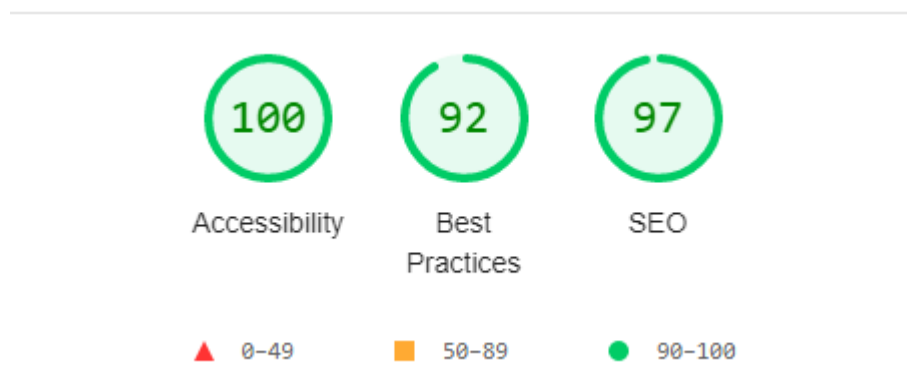 100 92 97
Accessibility Best SEO
Practices
0–49 50–89 90–100